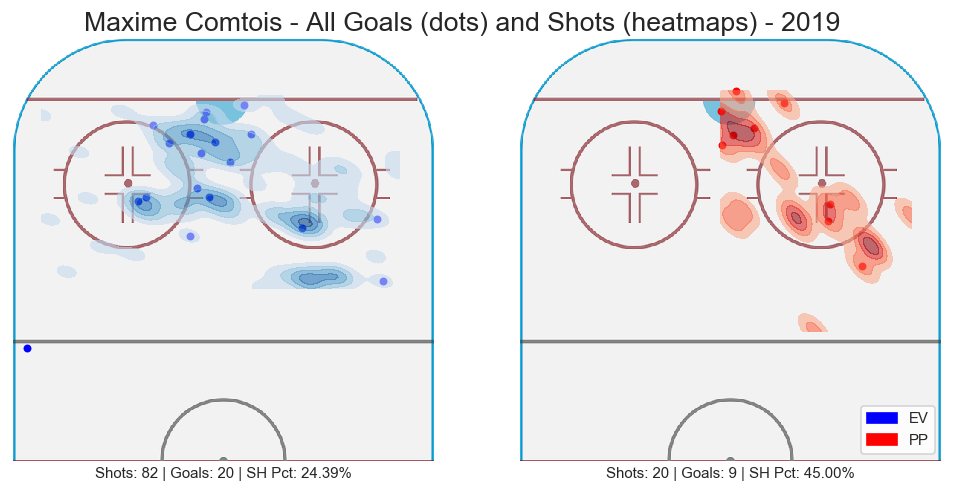 Maxime Comtois - All Goals (dots) and Shots (heatmaps) - 2019
EV
PP
Shots: 82 | Goals: 20 | SH Pct: 24.39%
Shots: 20 | Goals: 9 | SH Pct: 45.00%